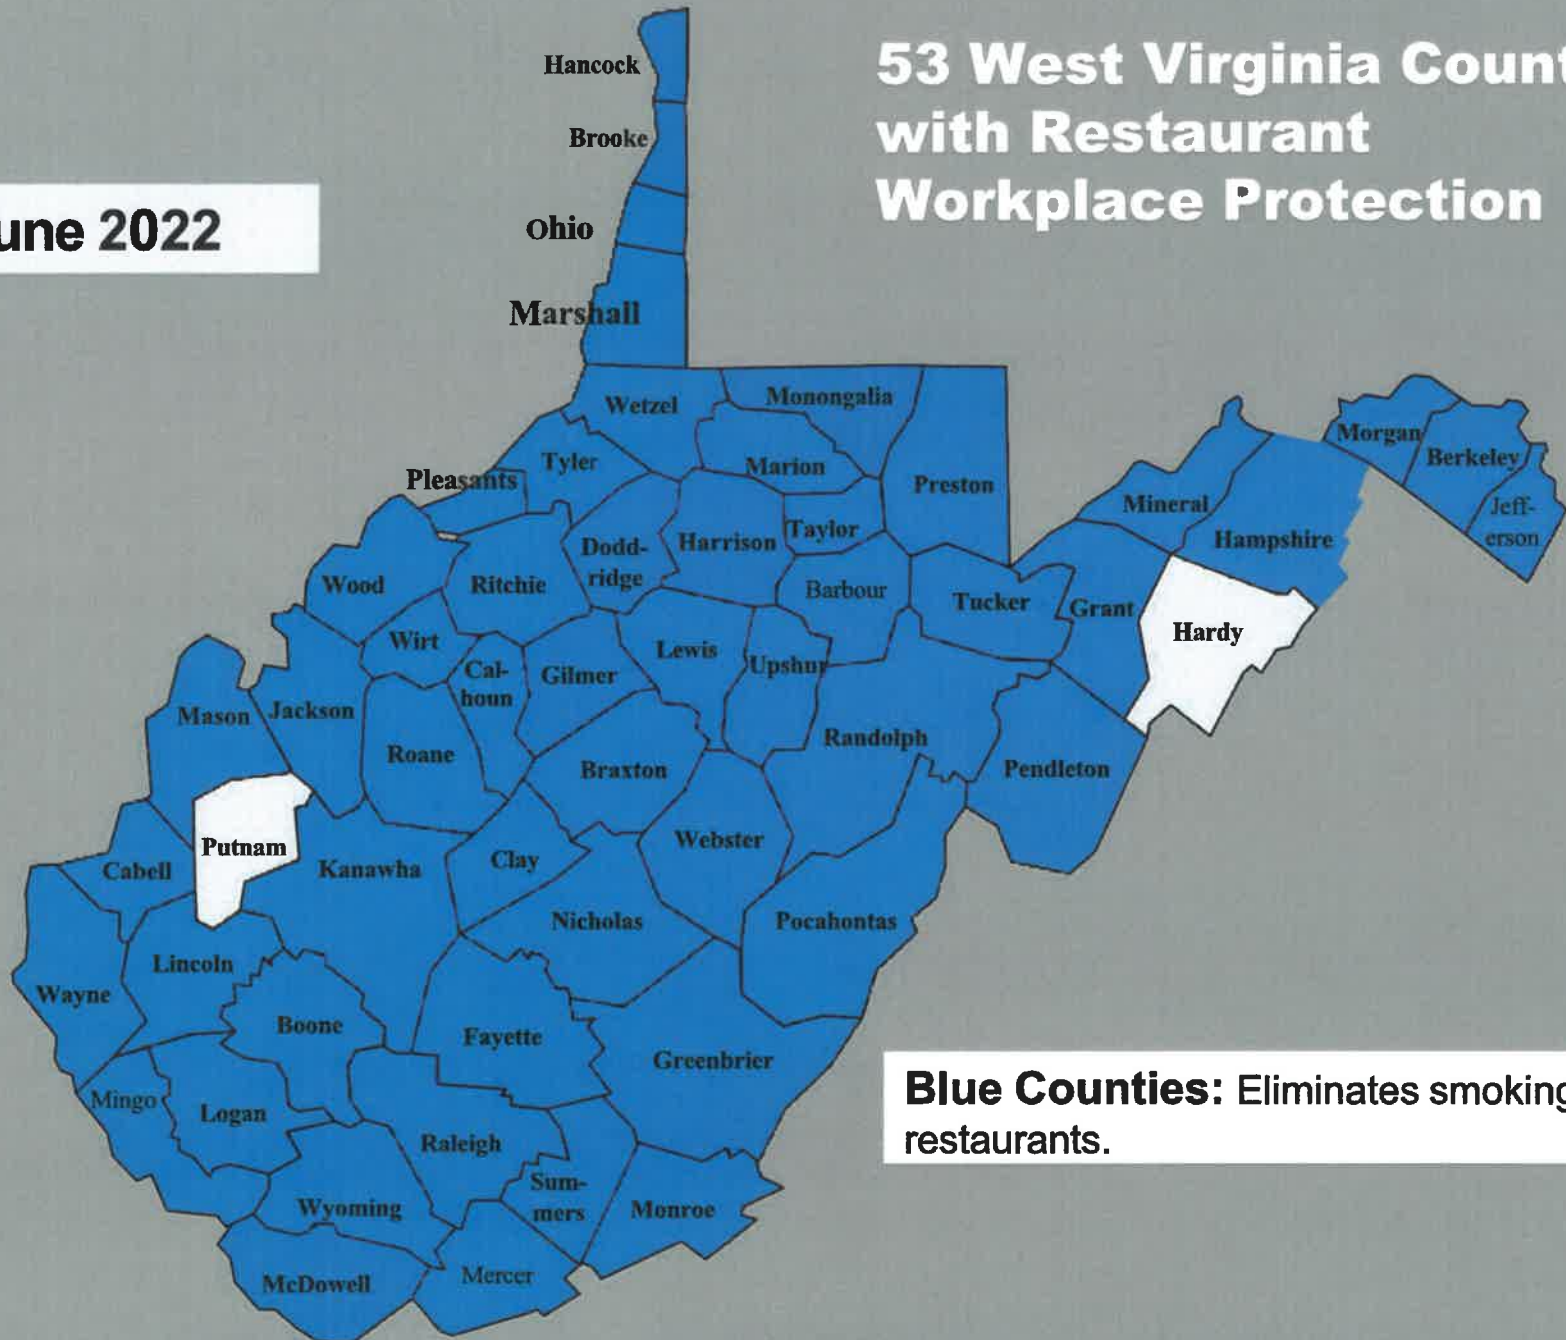 Hancock
53 West Virginia Count
with Restaurant
Workplace Protection
Brooke
une 2022
Ohio
Marshall
Wetzel
Monongalia
Tyler
Marion
Pleasants
Preston
Morgan
Berkeley
Mineral
Jeff-
erson
Hampshire
Dodd-
ridge
Harrison
Taylor
Wood
Ritchie
Barbour
Tucker
Grant
Hardy
Wirt
Cal-
houn
Gilmer
Lewis
Upshur
Mason
Jackson
Roane
Braxton
Randolph
Pendleton
Putnam
Cabell
Kanawha
Clay
Webster
Nicholas
Pocahontas
Lincoln
Wayne
Boone
Fayette
Greenbrier
Mingo
Logan
Raleigh
Blue Counties: Eliminates smoking
restaurants.
Wyoming
Sum-
mers
Monroe
McDowell
Mercer